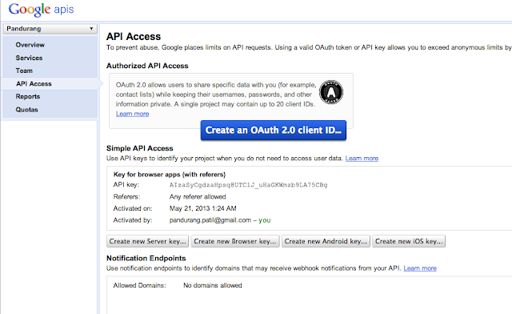 Google apis
Pandurang
Overview
Services
Team
API Access
Reports
Quotas
API Access
To prevent abuse, Google places limits on API requests. Using a valid OAuth token or API key allows you to exceed anonymous limits by
Authorized API Access
OAuth 2.0 allows users to share specific data with you (for example,
contact lists) while keeping their usernames, passwords, and other
information private. A single project may contain up to 20 client IDs.
Learn more
Create an OAuth 2.0 client ID...
Simple API Access
Use API keys to identify your project when you do not need to access user data. Learn more
Key for browser apps (with referers)
API key:
Referers: Any referer allowed
Activated on: May 21, 2013 1:24 AM
Activated by: pandurang.patil@gmail.com – you
Create new Server key... Create new Browser key... Create new Android key... Create new iOS key...
Notification Endpoints
Use notification endpoints to identify domains that may receive webhook notifications from your API. Learn more
Allowed Domains: No domains allowed